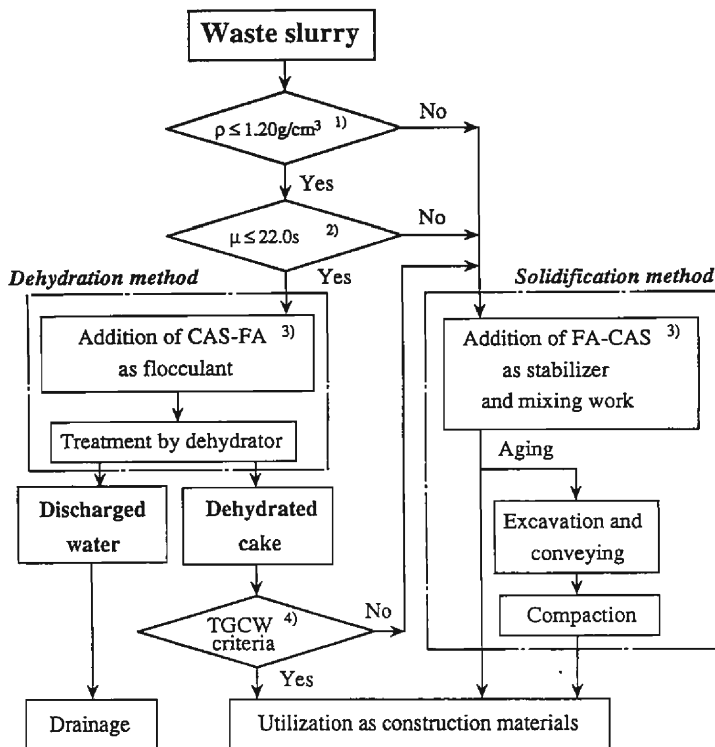 Waste slurry
ρ ≤ 1.20g/cm³ 1)
No
Yes
μ ≤ 22.0s 2)
No
Yes
Dehydration method
Solidification method
Addition of CAS-FA 3)
as flocculant
Addition of FA-CAS 3)
as stabilizer
and mixing work
Treatment by dehydrator
Aging
Discharged
water
Dehydrated
cake
Excavation and
conveying
Compaction
TGCW 4)
criteria
No
Yes
Drainage
Utilization as construction materials